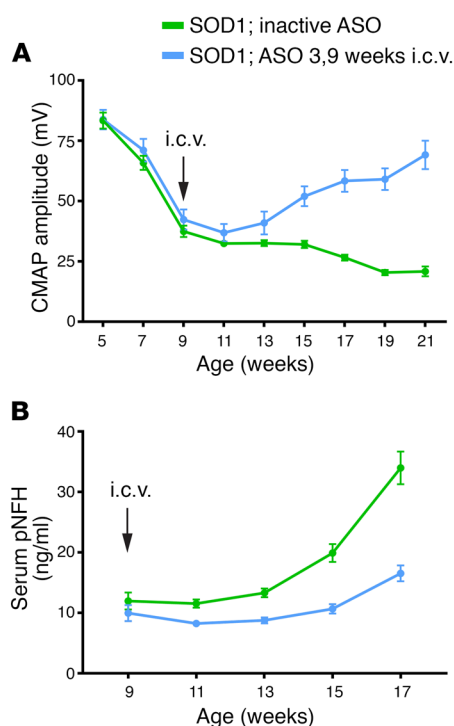 SOD1; inactive ASO
SOD1; ASO 3,9 weeks i.c.v.
A
CMAP amplitude (mV)
100
75
50
25
0
i.c.v.
5 7 9 11 13 15 17 19 21
Age (weeks)
B
Serum pNFH
(ng/ml)
40
30
20
10
0
i.c.v.
9 11 13 15 17
Age (weeks)